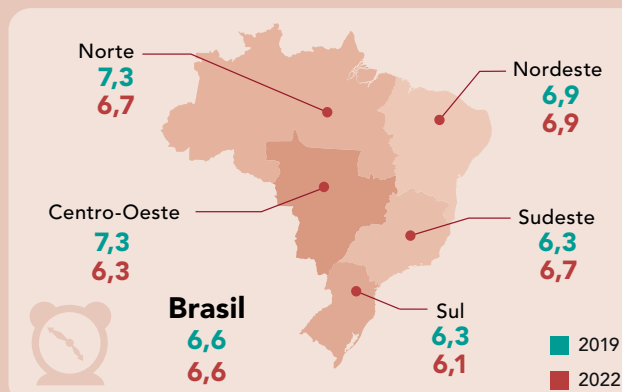 Norte
7,3
6,7
Nordeste
6,9
6,9
Centro-Oeste
7,3
6,3
Sudeste
6,3
6,7
Brasil
6,6
6,6
Sul
6,3
6,1
2019
2022